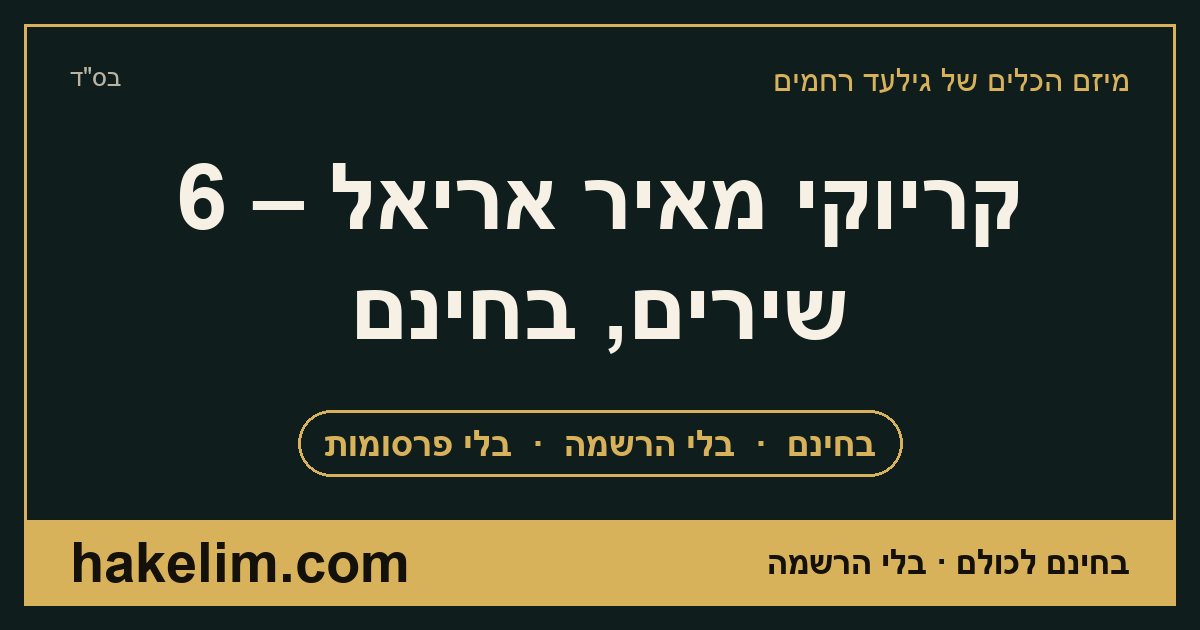 מיזם הכלים של גילעד רחמים
בס"ד
קריוקי מאיר אריאל – 6
שירים, בחינם
בחינם · בלי הרשמה · בלי פרסומות
בחינם לכולם · בלי הרשמה
hakelim.com